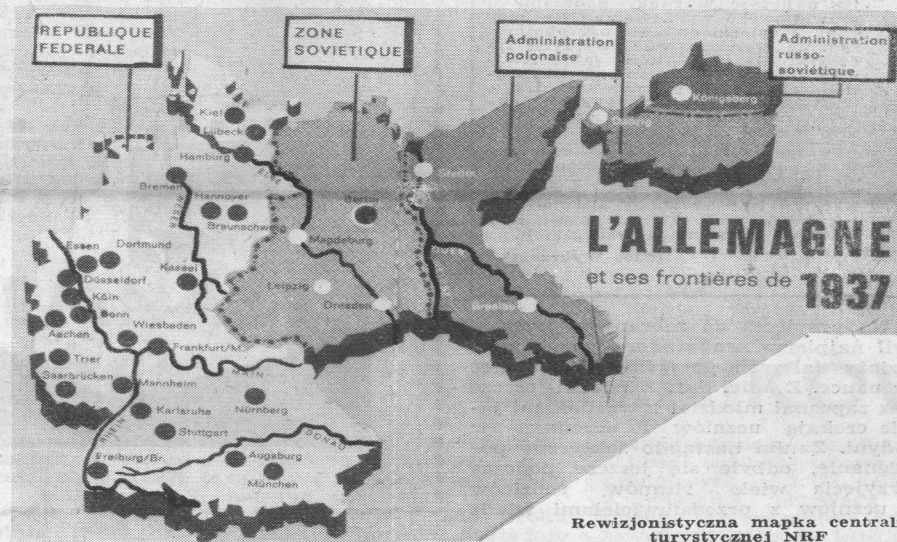 REPUBLIQUE
FEDERALE
ZONE
SOVIETIQUE
Administration
polonaise
Administration
russo-
soviétique
Königsberg
Kiel
Lübeck
Hamburg
ELBE
Stettin
Bremen
WESER
Hannover
Braunschweig
Berlin
Magdeburg
L'ALLEMAGNE
et ses frontières de 1937
Essen
Dortmund
Düsseldorf
Kassel
Köln
Bonn
Leipzig
Dresden
Breslau
Wiesbaden
Aachen
Frankfurt/M.
Trier
MAIN
Saarbrücken
Mannheim
Karlsruhe
Nürnberg
Stuttgart
RHEIN
DONAU
Freiburg/Br.
Augsburg
München
Rewizjonistyczna mapka central
turystycznej NRF